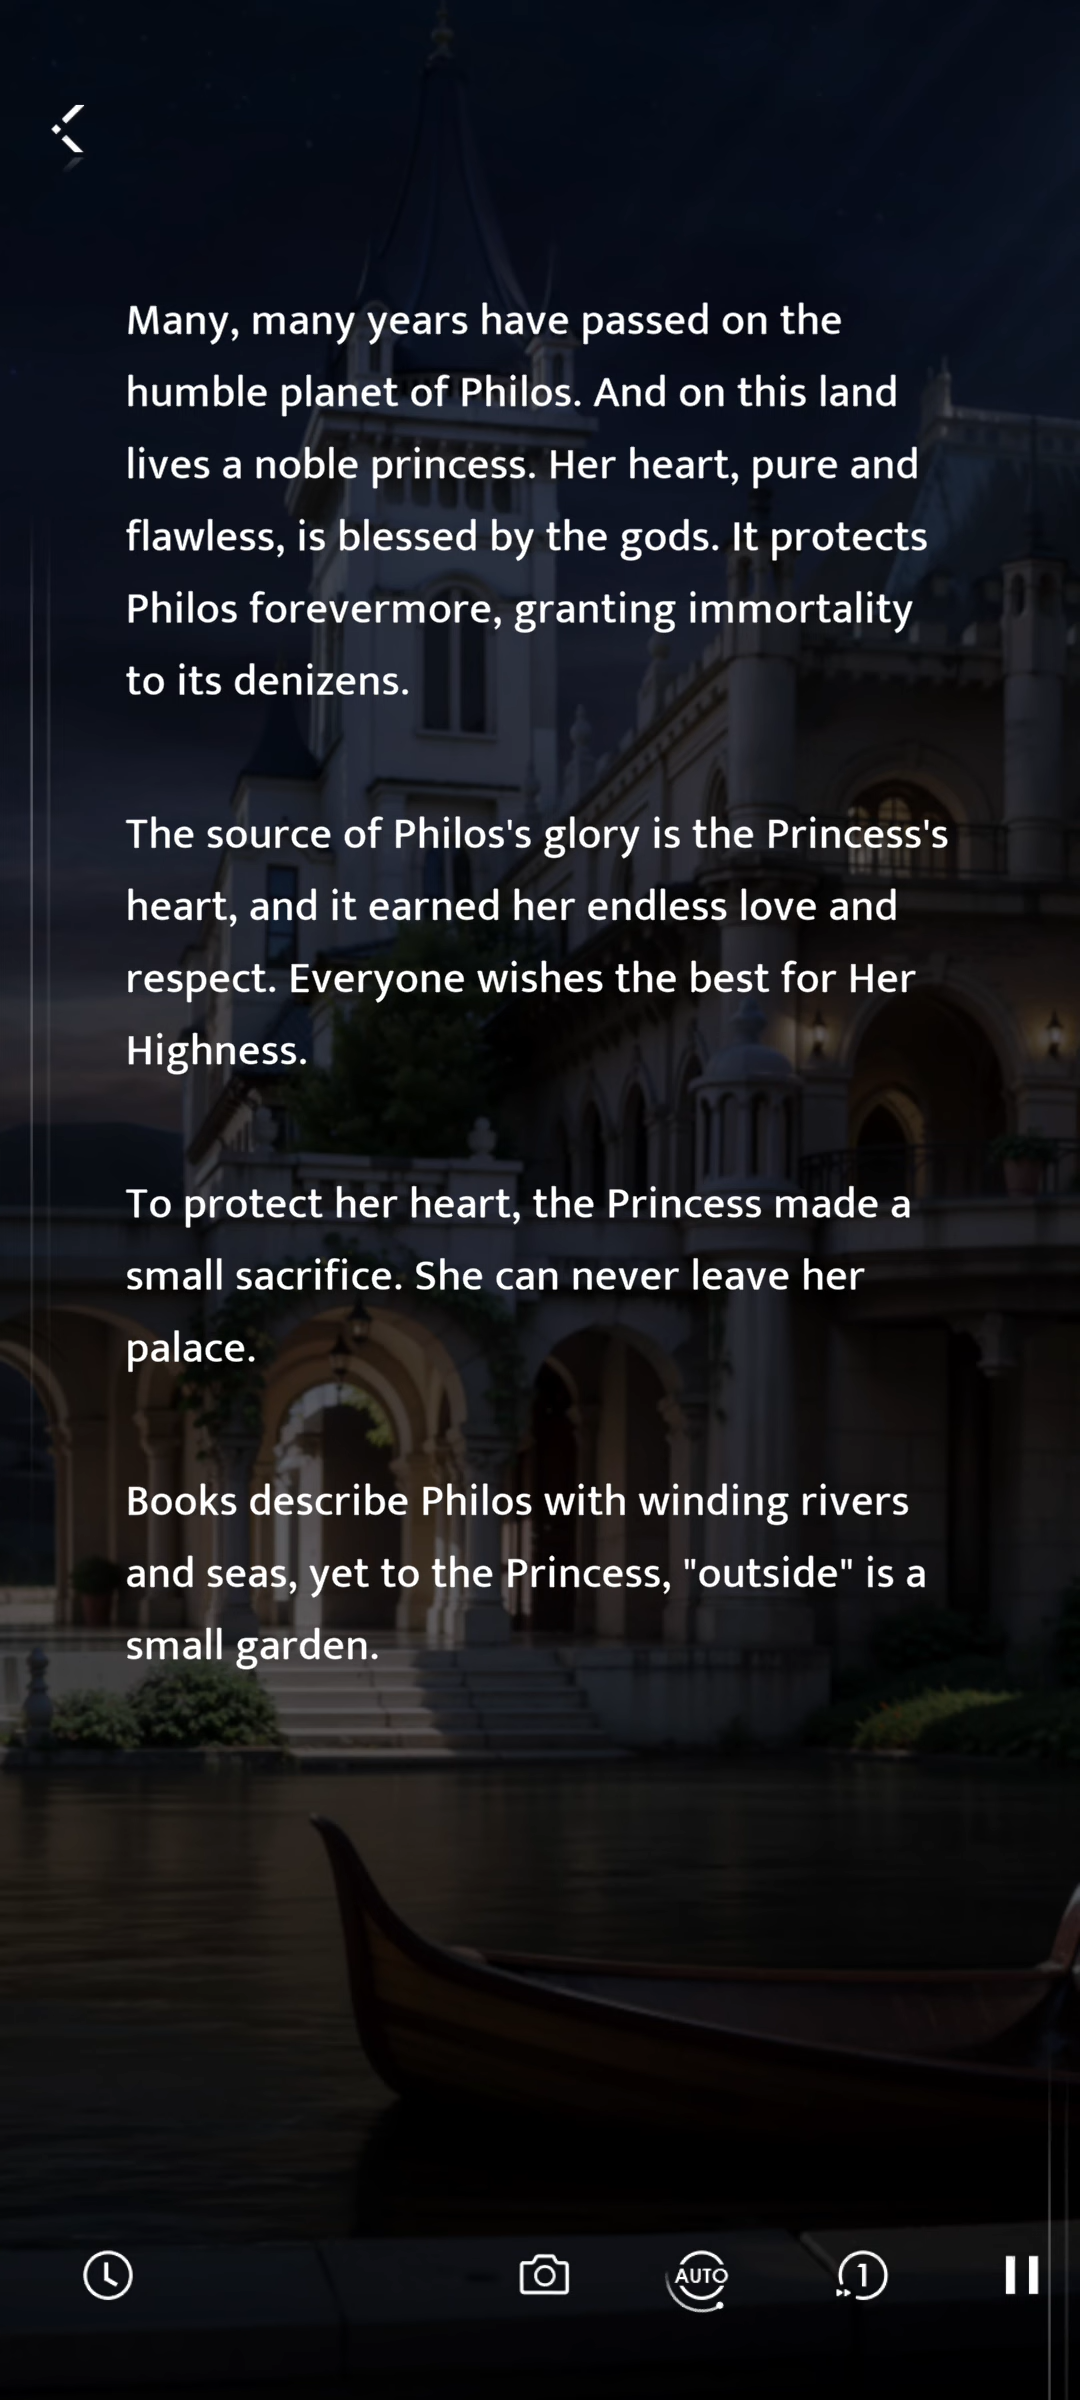 Many, many years have passed on the
humble planet of Philos. And on this land
lives a noble princess. Her heart, pure and
flawless, is blessed by the gods. It protects
Philos forevermore, granting immortality
to its denizens.
The source of Philos's glory is the Princess's
heart, and it earned her endless love and
respect. Everyone wishes the best for Her
Highness.
To protect her heart, the Princess made a
small sacrifice. She can never leave her
palace.
Books describe Philos with winding rivers
and seas, yet to the Princess, "outside" is a
small garden.
AUTO
1